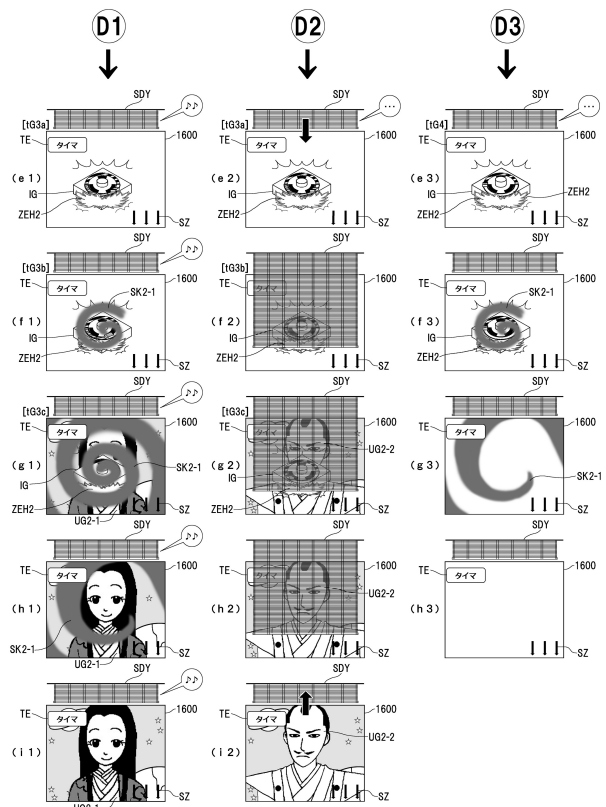 D1
D2
D3
SDY
♪♪
[tG3a]
TE
1600
タイマ
(e1)
IG
ZEH2
SZ
SDY
...
[tG3a]
TE
1600
タイマ
(e2)
IG
ZEH2
SZ
SDY
...
[tG4]
TE
1600
タイマ
(e3)
IG
ZEH2
SZ
SDY
♪♪
[tG3b]
TE
1600
タイマ
SK2-1
(f1)
IG
ZEH2
SZ
SDY
[tG3b]
TE
1600
タイマ
(f2)
IG
ZEH2
SZ
SDY
TE
1600
タイマ
SK2-1
(f3)
IG
ZEH2
SZ
SDY
♪♪
[tG3c]
TE
1600
タイマ
(g1)
SK2-1
IG
ZEH2
SZ
UG2-1
SDY
[tG3c]
TE
1600
タイマ
UG2-2
(g2)
IG
ZEH2
SZ
SDY
TE
1600
タイマ
(g3)
SK2-1
SZ
SDY
♪♪
TE
1600
タイマ
(h1)
SK2-1
SZ
UG2-1
SDY
TE
1600
タイマ
UG2-2
(h2)
SZ
SDY
TE
1600
タイマ
(h3)
SZ
SDY
♪♪
TE
1600
タイマ
(i1)
SZ
UG2-1
SDY
TE
1600
タイマ
UG2-2
(i2)
SZ